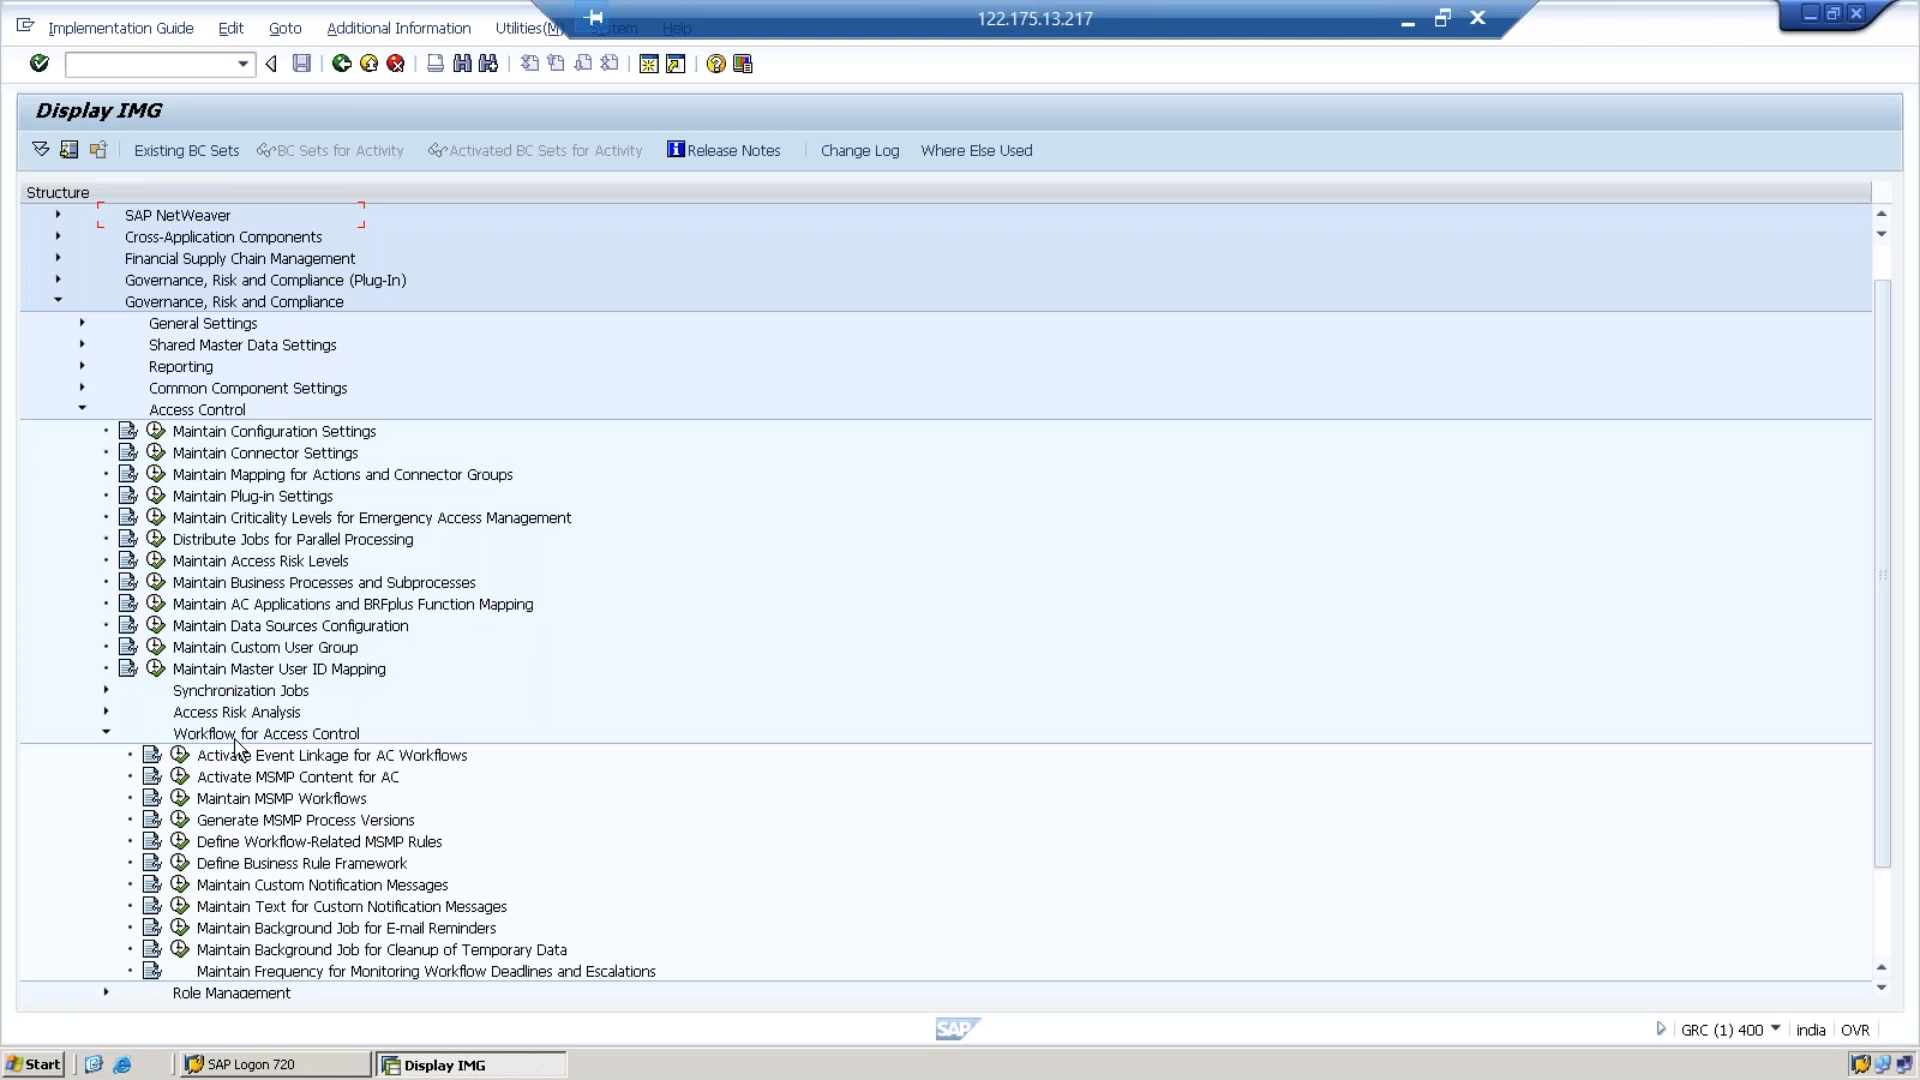 122.175.13.217
Implementation Guide Edit Goto Additional Information Utilities(M) System Help
Display IMG
Existing BC Sets BC Sets for Activity Activated BC Sets for Activity Release Notes Change Log Where Else Used
Structure
SAP NetWeaver
Cross-Application Components
Financial Supply Chain Management
Governance, Risk and Compliance (Plug-In)
Governance, Risk and Compliance
General Settings
Shared Master Data Settings
Reporting
Common Component Settings
Access Control
Maintain Configuration Settings
Maintain Connector Settings
Maintain Mapping for Actions and Connector Groups
Maintain Plug-in Settings
Maintain Criticality Levels for Emergency Access Management
Distribute Jobs for Parallel Processing
Maintain Access Risk Levels
Maintain Business Processes and Subprocesses
Maintain AC Applications and BRFplus Function Mapping
Maintain Data Sources Configuration
Maintain Custom User Group
Maintain Master User ID Mapping
Synchronization Jobs
Access Risk Analysis
Workflow for Access Control
Activate Event Linkage for AC Workflows
Activate MSMP Content for AC
Maintain MSMP Workflows
Generate MSMP Process Versions
Define Workflow-Related MSMP Rules
Define Business Rule Framework
Maintain Custom Notification Messages
Maintain Text for Custom Notification Messages
Maintain Background Job for E-mail Reminders
Maintain Background Job for Cleanup of Temporary Data
Maintain Frequency for Monitoring Workflow Deadlines and Escalations
Role Management
SAP
GRC (1) 400 india OVR
Start SAP Logon 720 Display IMG